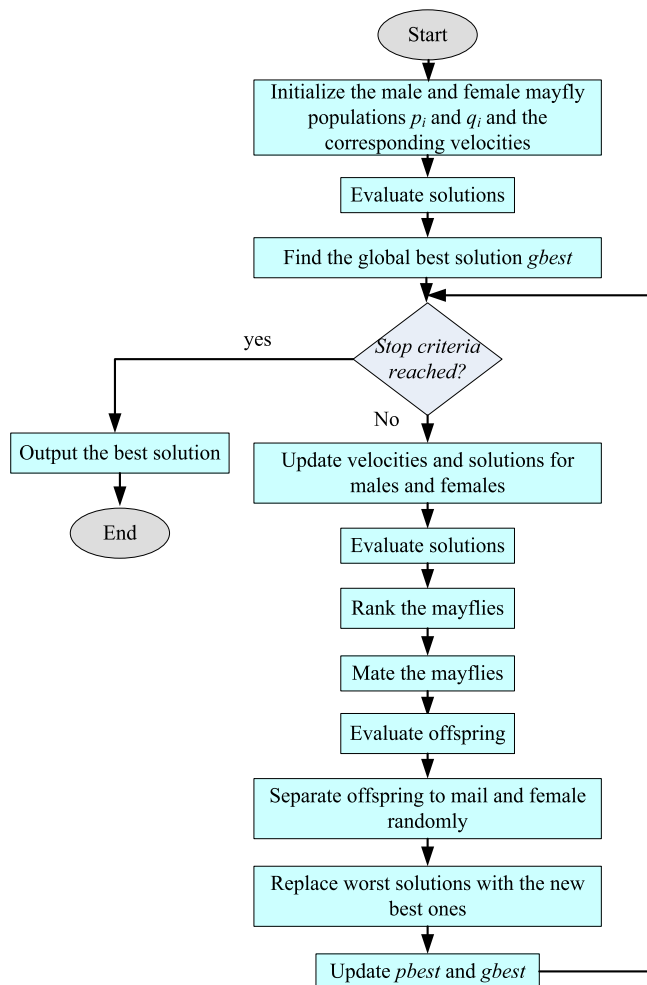 Start
Initialize the male and female mayfly
populations p_i and q_i and the
corresponding velocities
Evaluate solutions
Find the global best solution gbest
yes
Stop criteria
reached?
No
Output the best solution
Update velocities and solutions for
males and females
End
Evaluate solutions
Rank the mayflies
Mate the mayflies
Evaluate offspring
Separate offspring to mail and female
randomly
Replace worst solutions with the new
best ones
Update pbest and gbest